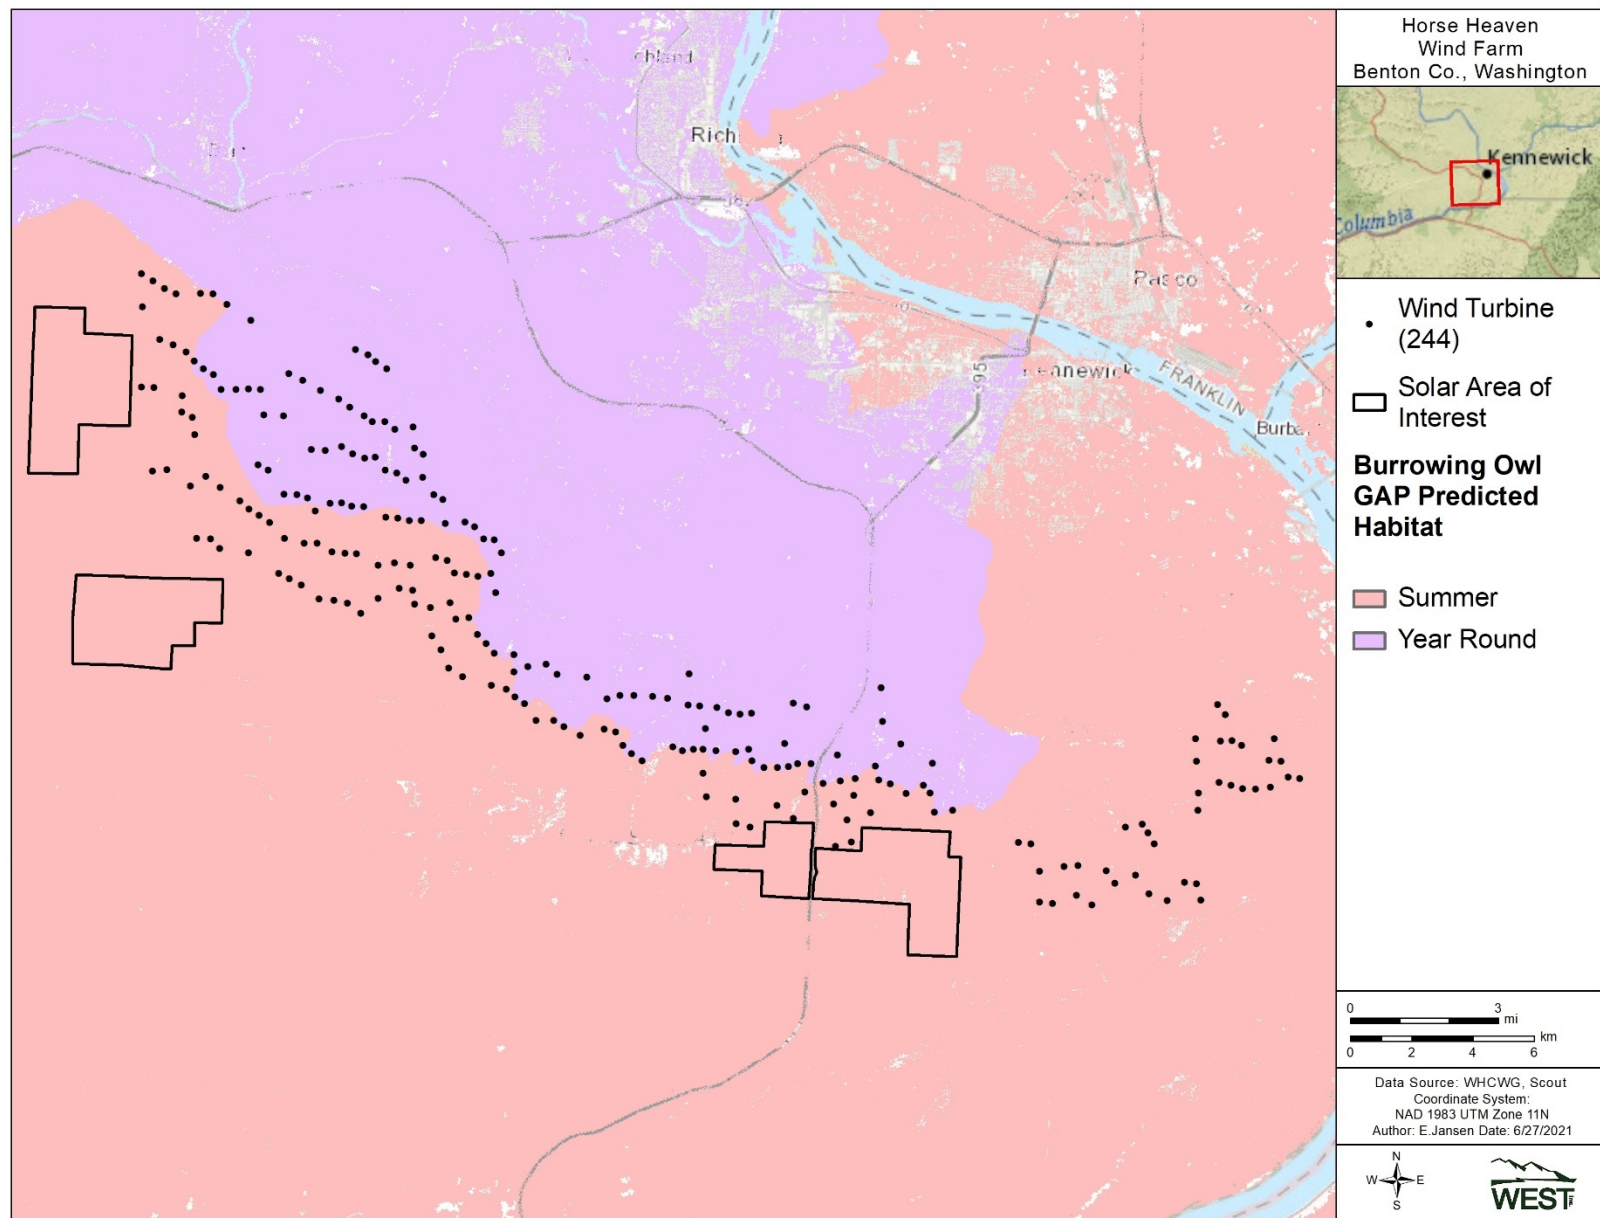 Horse Heaven
Wind Farm
Benton Co., Washington
Kennewick
Columbia
Wind Turbine
(244)
Solar Area of
Interest
Burrowing Owl
GAP Predicted
Habitat
Summer
Year Round
0 3
mi
km
0 2 4 6
Data Source: WHCWG, Scout
Coordinate System:
NAD 1983 UTM Zone 11N
Author: E.Jansen Date: 6/27/2021
N
W E
S
WEST
Rich
95
FRANKLIN